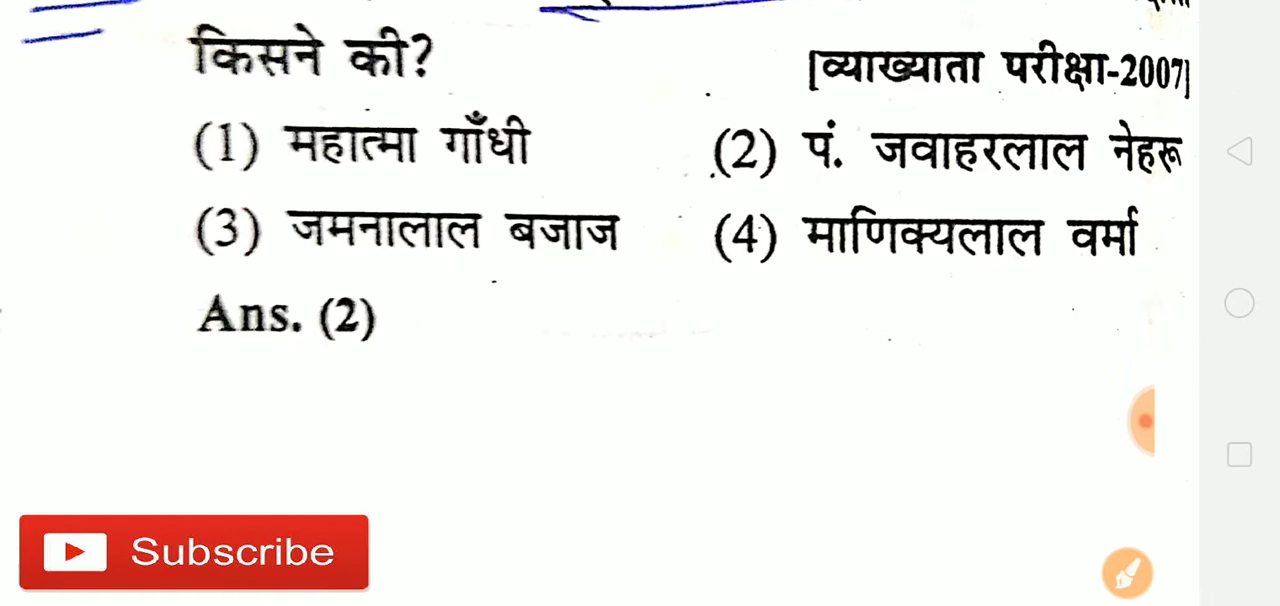 किसने की?
[व्याख्याता परीक्षा-2007]
(1) महात्मा गाँधी (2) पं. जवाहरलाल नेहरू
(3) जमनालाल बजाज (4) माणिक्यलाल वर्मा
Ans. (2)
Subscribe